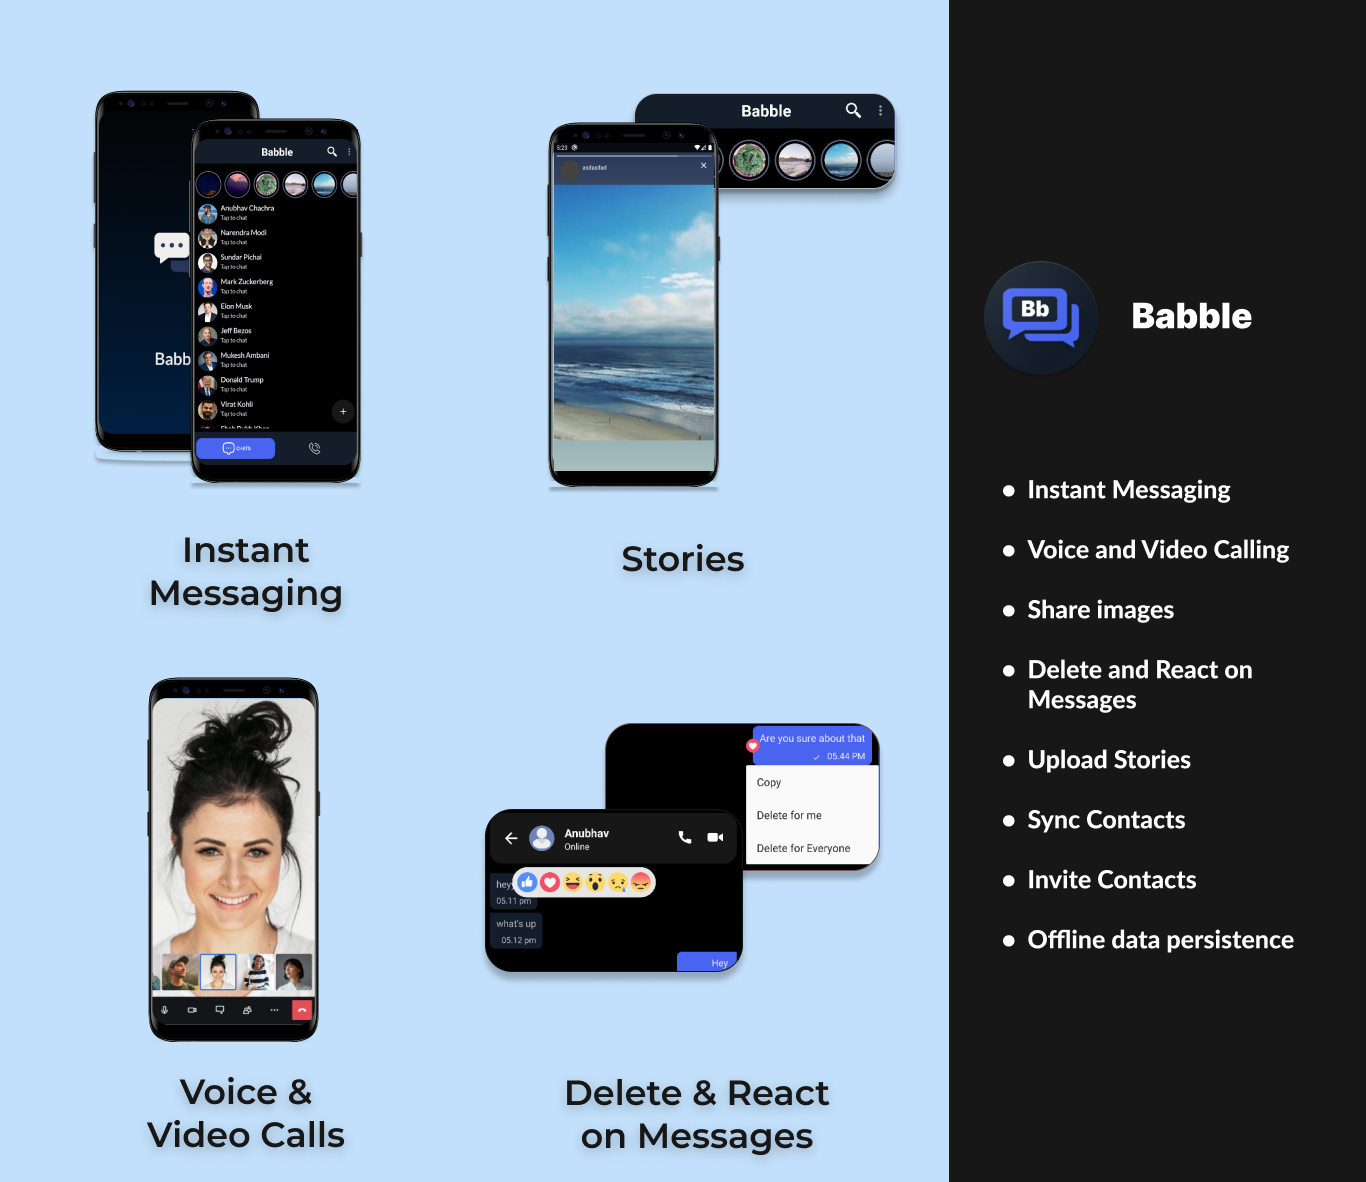 Babb
Babble
Anubhav Chachra
Tap to chat
Narendra Modi
Tap to chat
Sundar Pichai
Tap to chat
Mark Zuckerberg
Tap to chat
Elon Musk
Tap to chat
Jeff Bezos
Tap to chat
Mukesh Ambani
Tap to chat
Donald Trump
Tap to chat
Virat Kohli
Tap to chat
CHATS
Instant
Messaging
Babble
5:23
asdasdad
Stories
Voice &
Video Calls
Are you sure about that
05.44 PM
Copy
Delete for me
Delete for Everyone
Anubhav
Online
hey
05.11 pm
what's up
05.12 pm
Hey
Delete & React
on Messages
Bb
Babble
• Instant Messaging
• Voice and Video Calling
• Share images
• Delete and React on
Messages
• Upload Stories
• Sync Contacts
• Invite Contacts
• Offline data persistence